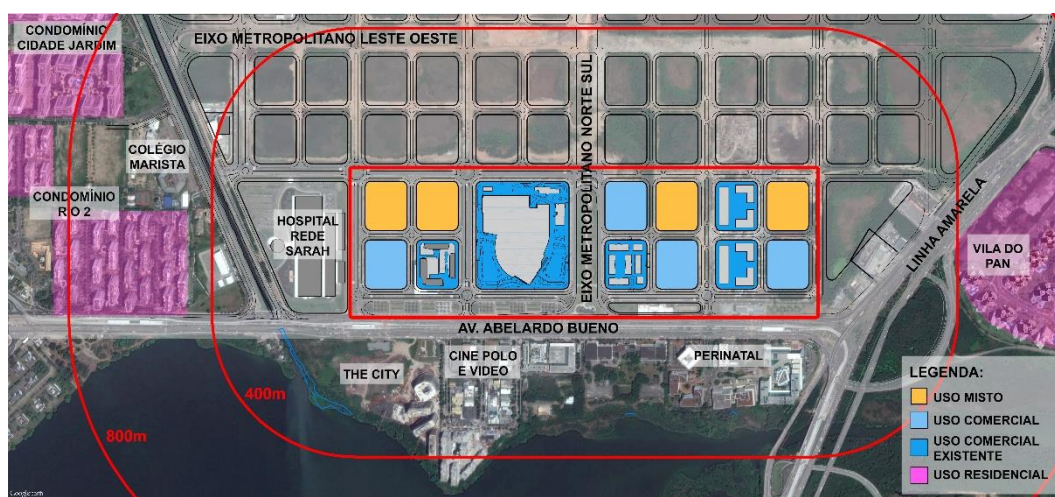 CONDOMÍNIO
CIDADE JARDIM
EIXO METROPOLITANO LESTE OESTE
EIXO METROPOLITANO NORTE SUL
COLÉGIO
MARISTA
CONDOMÍNIO
RIO 2
HOSPITAL
REDE
SARAH
LINHA AMARELA
VILA DO
PAN
AV. ABELARDO BUENO
THE CITY
CINE POLO
E VIDEO
PERINATAL
400m
800m
LEGENDA:
USO MISTO
USO COMERCIAL
USO COMERCIAL
EXISTENTE
USO RESIDENCIAL
Google earth